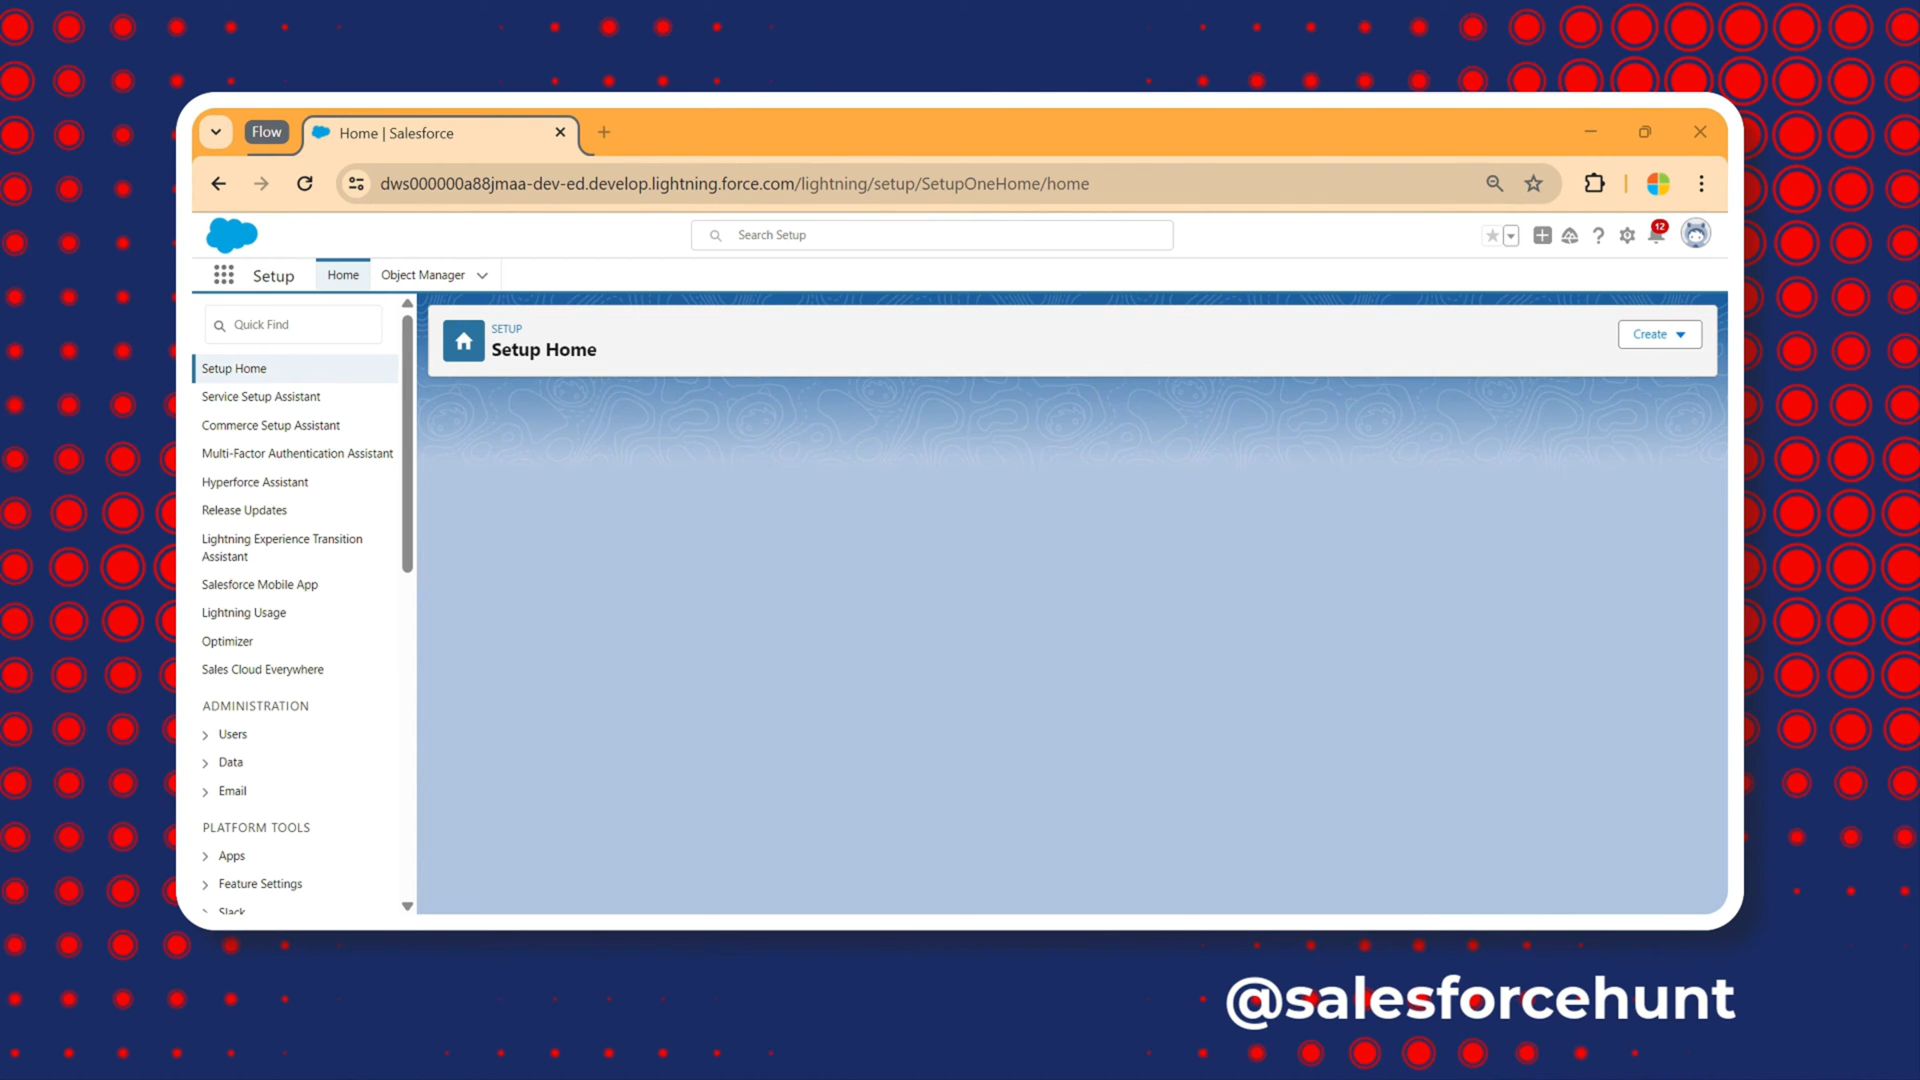 Flow
Home | Salesforce
dws000000a88jmaa-dev-ed.develop.lightning.force.com/lightning/setup/SetupOneHome/home
Search Setup
12
Setup
Home
Object Manager
Quick Find
SETUP
Setup Home
Create
Setup Home
Service Setup Assistant
Commerce Setup Assistant
Multi-Factor Authentication Assistant
Hyperforce Assistant
Release Updates
Lightning Experience Transition
Assistant
Salesforce Mobile App
Lightning Usage
Optimizer
Sales Cloud Everywhere
ADMINISTRATION
Users
Data
Email
PLATFORM TOOLS
Apps
Feature Settings
Slack
@salesforcehunt